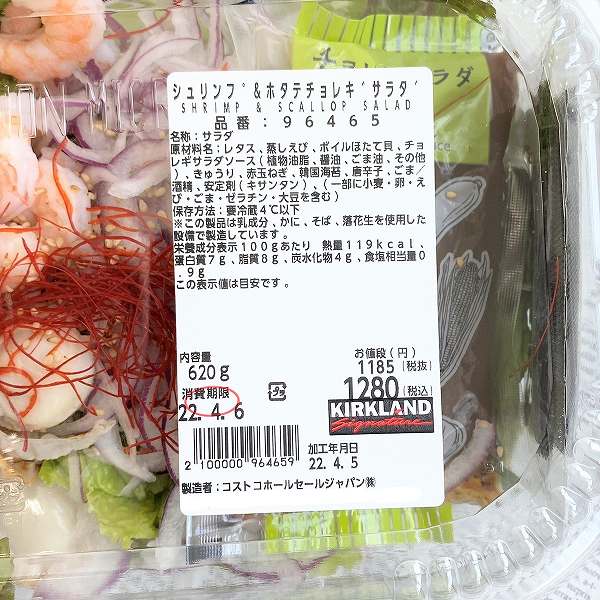 シュリンプ&ホタテチョレギサラダ
SHRIMP & SCALLOP SALAD
品番:96465
名称:サラダ
原材料名:レタス、蒸しえび、ボイルほたて貝、チョ
レギサラダソース(植物油脂、醤油、ごま油、その他
)、きゅうり、赤玉ねぎ、韓国海苔、唐辛子、ごま/
酒精、安定剤(キサンタン)、(一部に小麦・卵・え
び・ごま・ゼラチン・大豆を含む)
保存方法:要冷蔵4℃以下
※この製品は乳成分、かに、そば、落花生を使用した
設備で製造しています。
栄養成分表示100gあたり 熱量119kcal、
蛋白質7g、脂質8g、炭水化物4g、食塩相当量0
.9g
この表示値は目安です。
内容量
620g
お値段(円)
1185(税抜)
1280(税込)
消費期限
22.4.6
KIRKLAND
Signature
加工年月日
22.4.5
2 100000 964659
製造者:コストコホールセールジャパン㈱